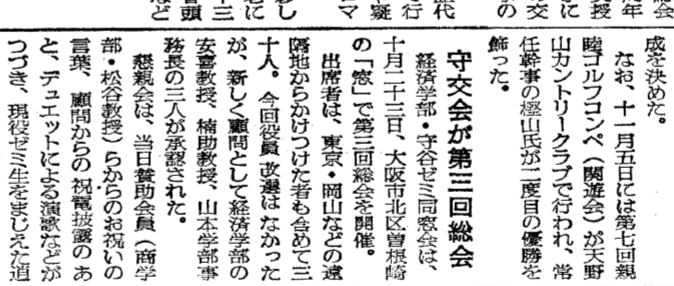 成を決めた。
なお、十一月五日には第七回親
睦ゴルフコンペ（関遊会）が天野
山カントリークラブで行われ、常
任幹事の樫山氏が二度目の優勝を
飾った。
守交会が第三回総会
経済学部・守谷ゼミ同窓会は、
十月二十三日、大阪市北区曽根崎
の「窓」で第三回総会を開催。
出席者は、東京・岡山などの遠
隔地からかけつけた者も含めて三
十人。今回役員改選はなかった
が、新しく顧問として経済学部の
安喜教授、楠助教授、山本学部事
務長の三人が承認された。
懇親会は、当日賛助会員（商学
部・松谷教授）らからのお祝いの
言葉、顧問からの祝電披露のあ
と、デュエットによる演歌などが
つづき、現役ゼミ生をまじえた道